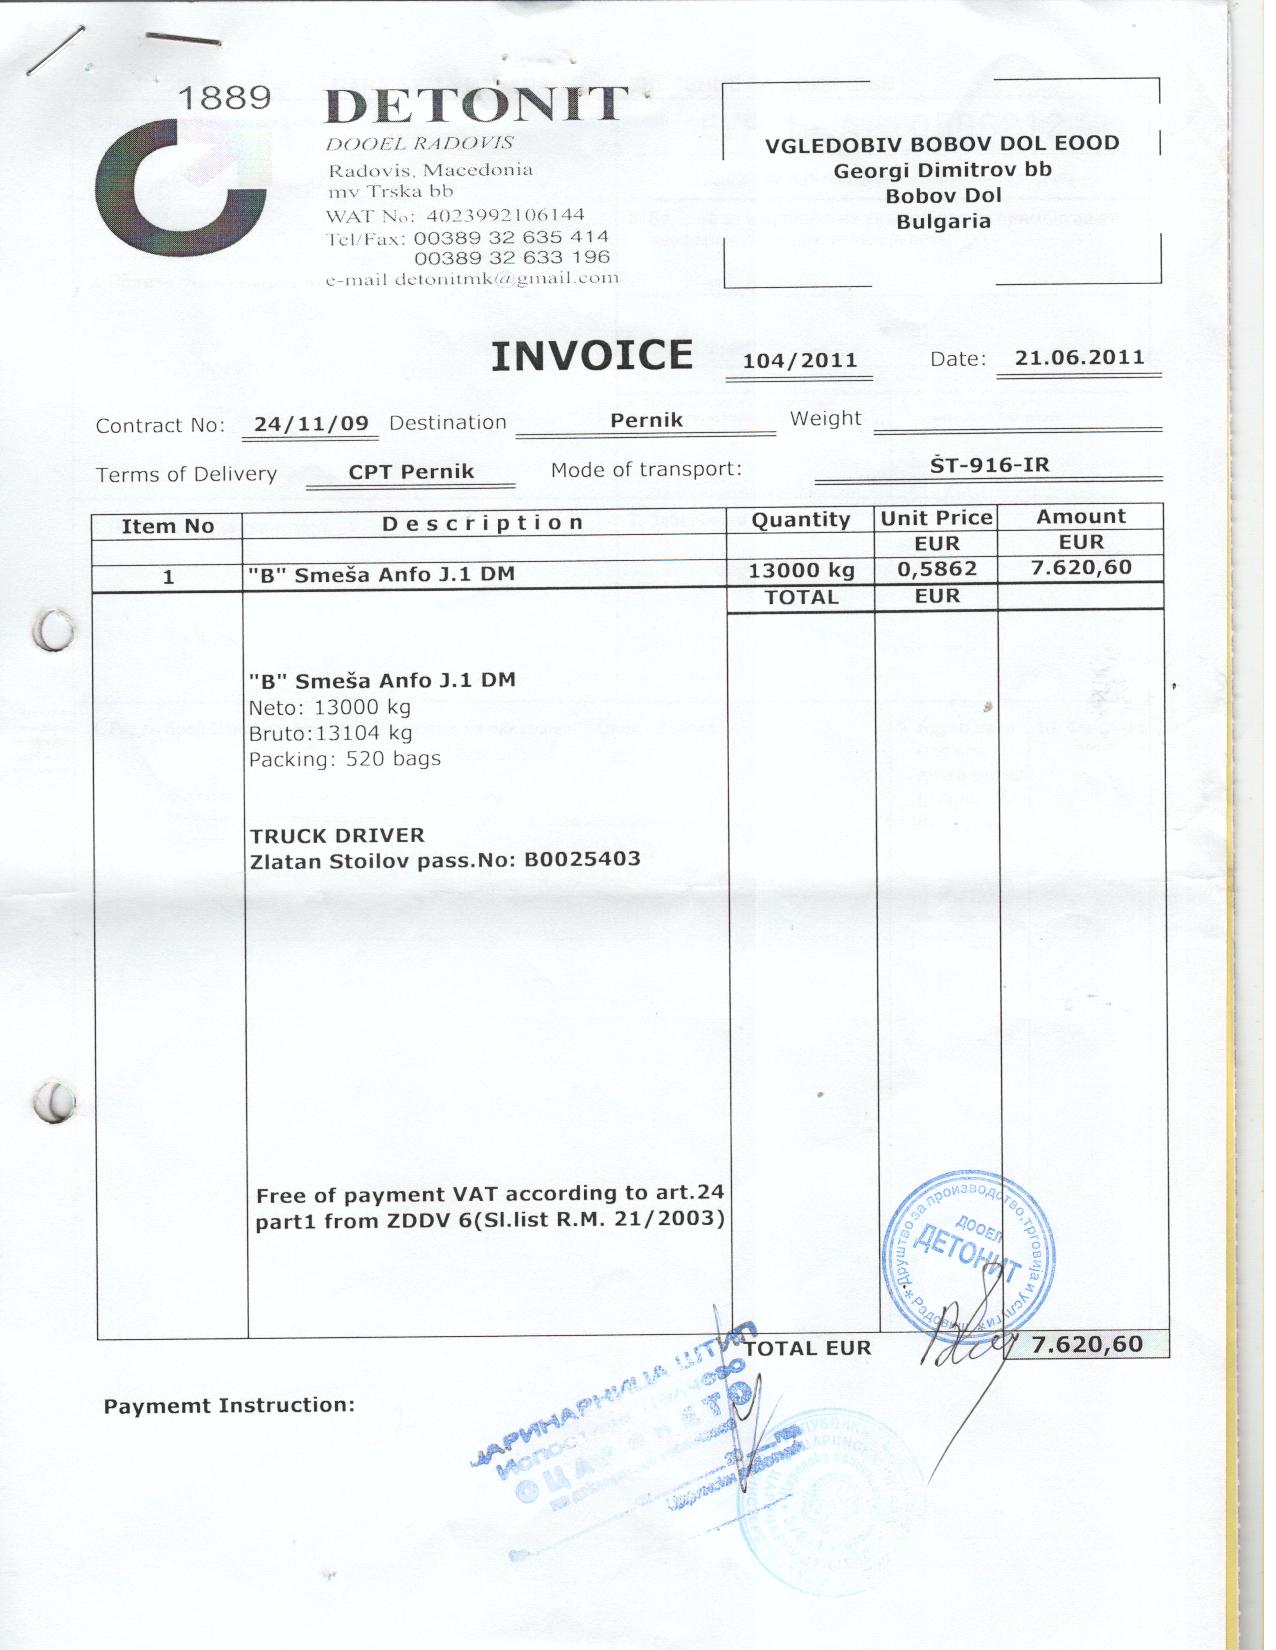 1889
DETONIT
DOOEL RADOVIS
Radovis, Macedonia
mv Trska bb
WAT No: 4023992106144
Tel/Fax: 00389 32 635 414
00389 32 633 196
e-mail detonitmk@gmail.com
VGLEDOBIV BOBOV DOL EOOD
Georgi Dimitrov bb
Bobov Dol
Bulgaria
INVOICE 104/2011 Date: 21.06.2011
Contract No: 24/11/09 Destination Pernik Weight
Terms of Delivery CPT Pernik Mode of transport: ŠT-916-IR
Item No Description Quantity Unit Price Amount
EUR EUR
1 "B" Smeša Anfo J.1 DM 13000 kg 0,5862 7.620,60
TOTAL EUR
"B" Smeša Anfo J.1 DM
Neto: 13000 kg
Bruto:13104 kg
Packing: 520 bags
TRUCK DRIVER
Zlatan Stoilov pass.No: B0025403
Free of payment VAT according to art.24
part1 from ZDDV 6(Sl.list R.M. 21/2003)
Друштво за производство,трговија и услуги
ДООЕЛ
ДЕТОНИТ
Радовиш
TOTAL EUR 7.620,60
Paymemt Instruction:
ЦАРИНАРНИЦА ШТИП